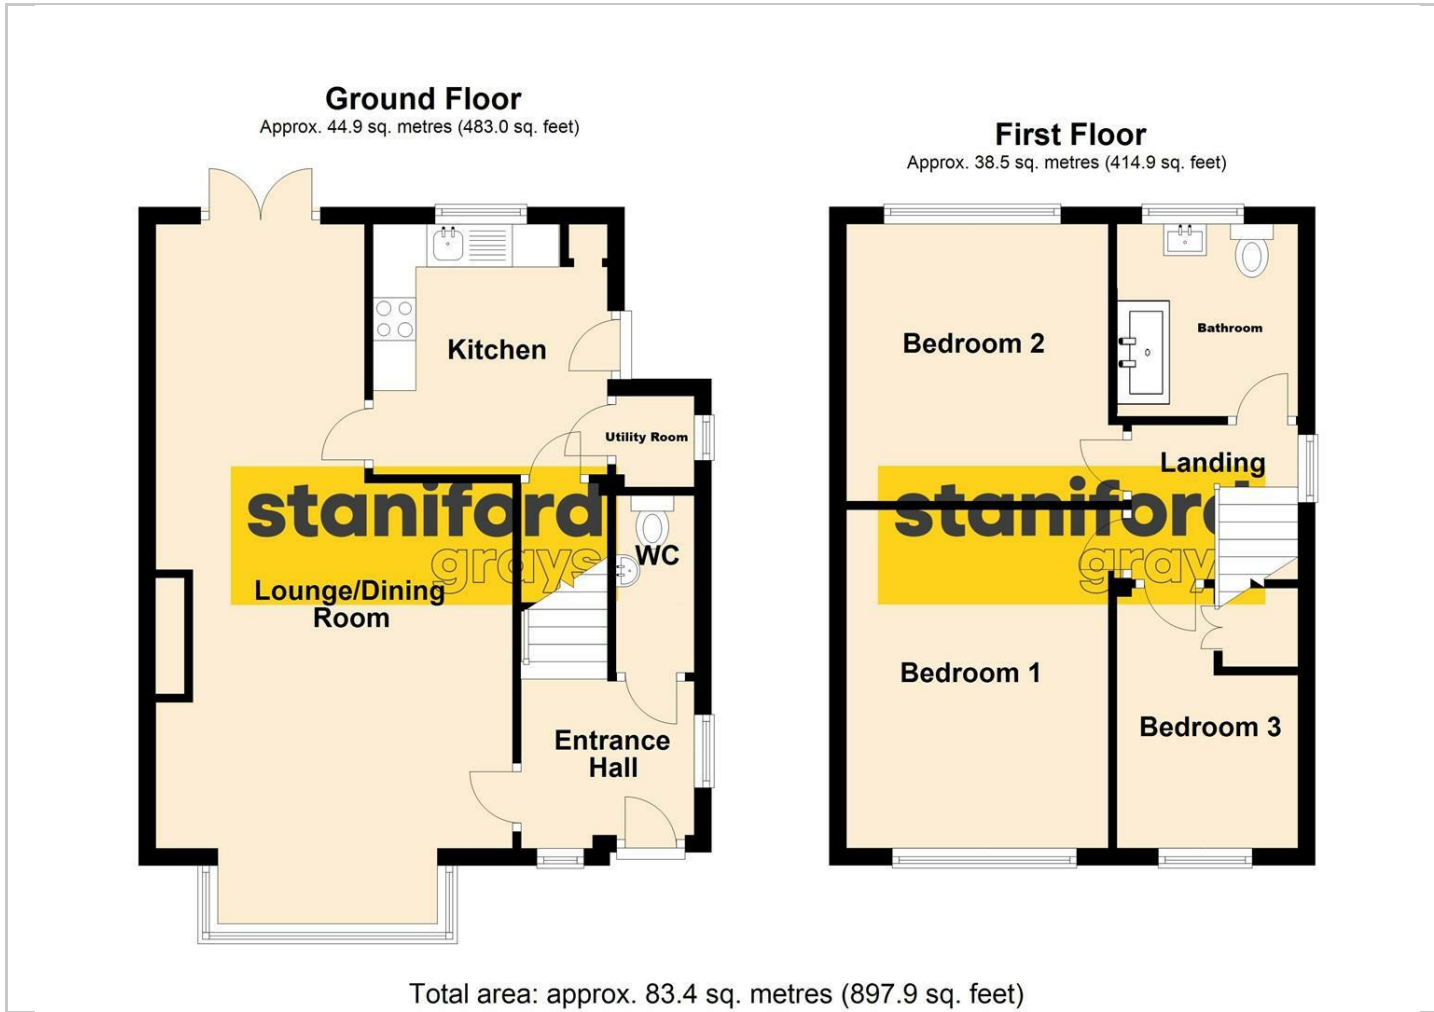 Ground Floor
Approx. 44.9 sq. metres (483.0 sq. feet)
First Floor
Approx. 38.5 sq. metres (414.9 sq. feet)
Kitchen
Utility Room
staniford
grays
WC
Lounge/Dining
Room
Entrance
Hall
Bedroom 2
Bathroom
Landing
staniford
grays
Bedroom 1
Bedroom 3
Total area: approx. 83.4 sq. metres (897.9 sq. feet)